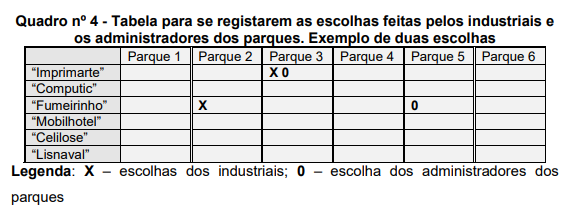 Quadro nº 4 - Tabela para se registarem as escolhas feitas pelos industriais e
os administradores dos parques. Exemplo de duas escolhas
Parque 1 Parque 2 Parque 3 Parque 4 Parque 5 Parque 6
“Imprimarte” X 0
“Computic”
“Fumeirinho” X 0
“Mobilhotel”
“Celilose”
“Lisnaval”
Legenda: X – escolhas dos industriais; 0 – escolha dos administradores dos
parques